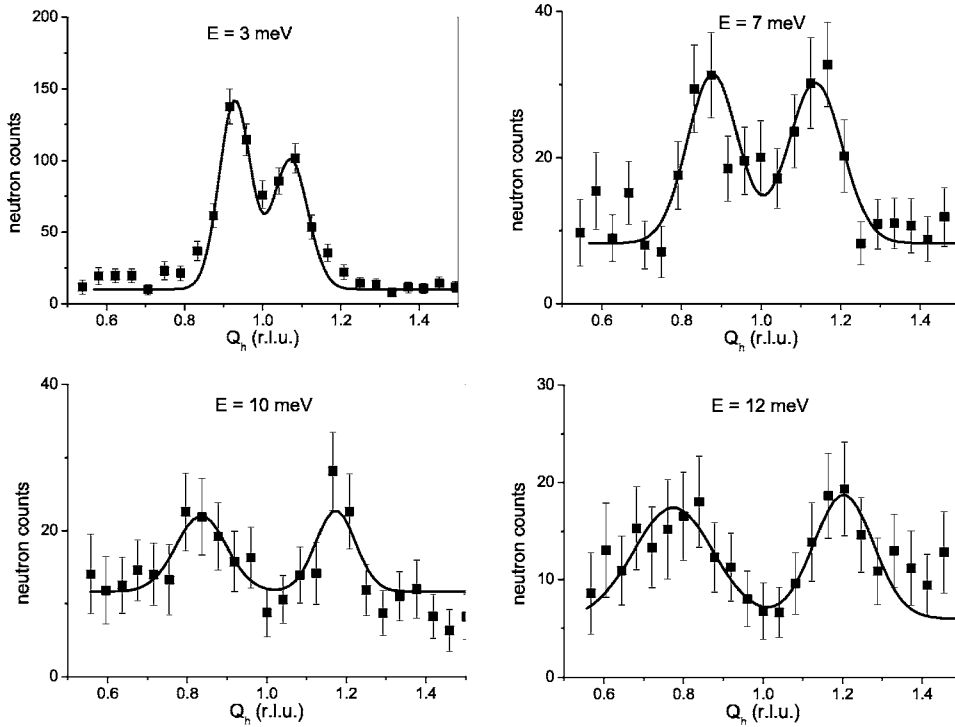 200
E = 3 meV
150
100
50
0
neutron counts
0.6 0.8 1.0 1.2 1.4
Q_h (r.l.u.)
40
E = 7 meV
30
20
10
0
neutron counts
0.6 0.8 1.0 1.2 1.4
Q_h (r.l.u.)
40
E = 10 meV
20
0
neutron counts
0.6 0.8 1.0 1.2 1.4
Q_h (r.l.u.)
30
E = 12 meV
20
10
0
neutron counts
0.6 0.8 1.0 1.2 1.4
Q_h (r.l.u.)